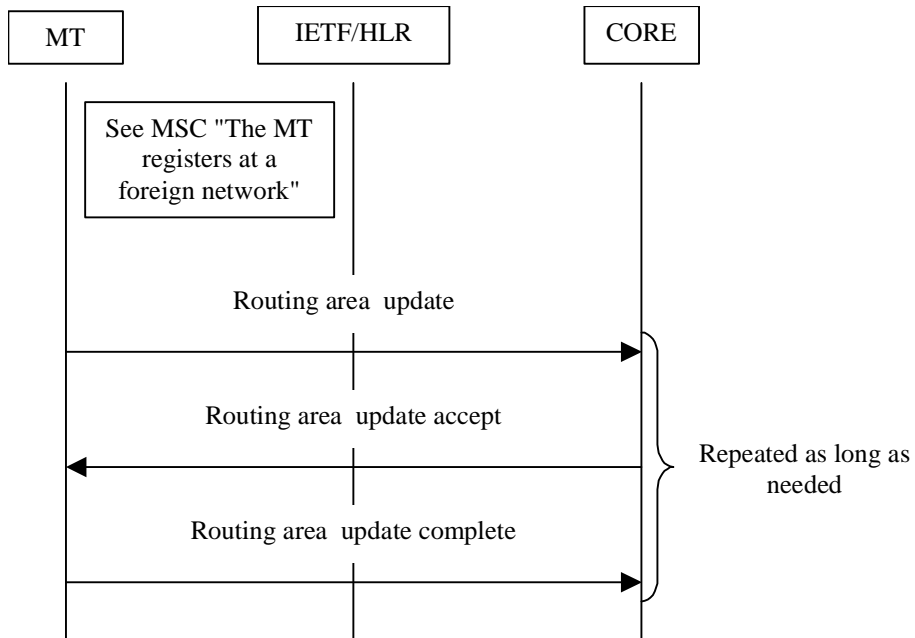 MT
IETF/HLR
CORE
See MSC "The MT
registers at a
foreign network"
Routing area update
Routing area update accept
Repeated as long as
needed
Routing area update complete